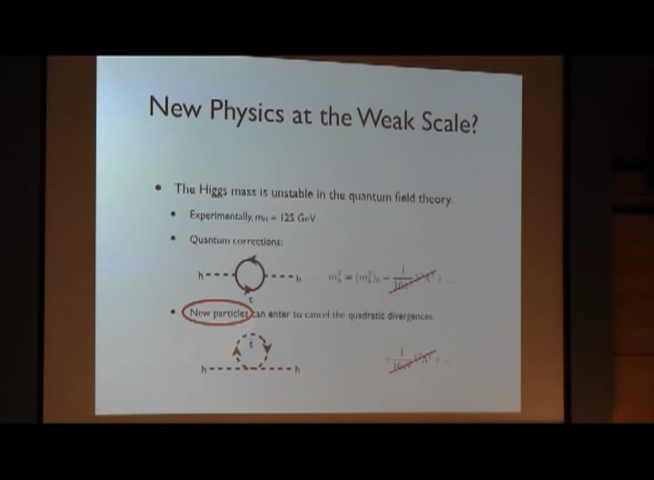 New Physics at the Weak Scale?
• The Higgs mass is unstable in the quantum field theory.
• Experimentally, mH = 125 GeV
• Quantum corrections:
h h
t
• New particles can enter to cancel the quadratic divergences.
t
h h